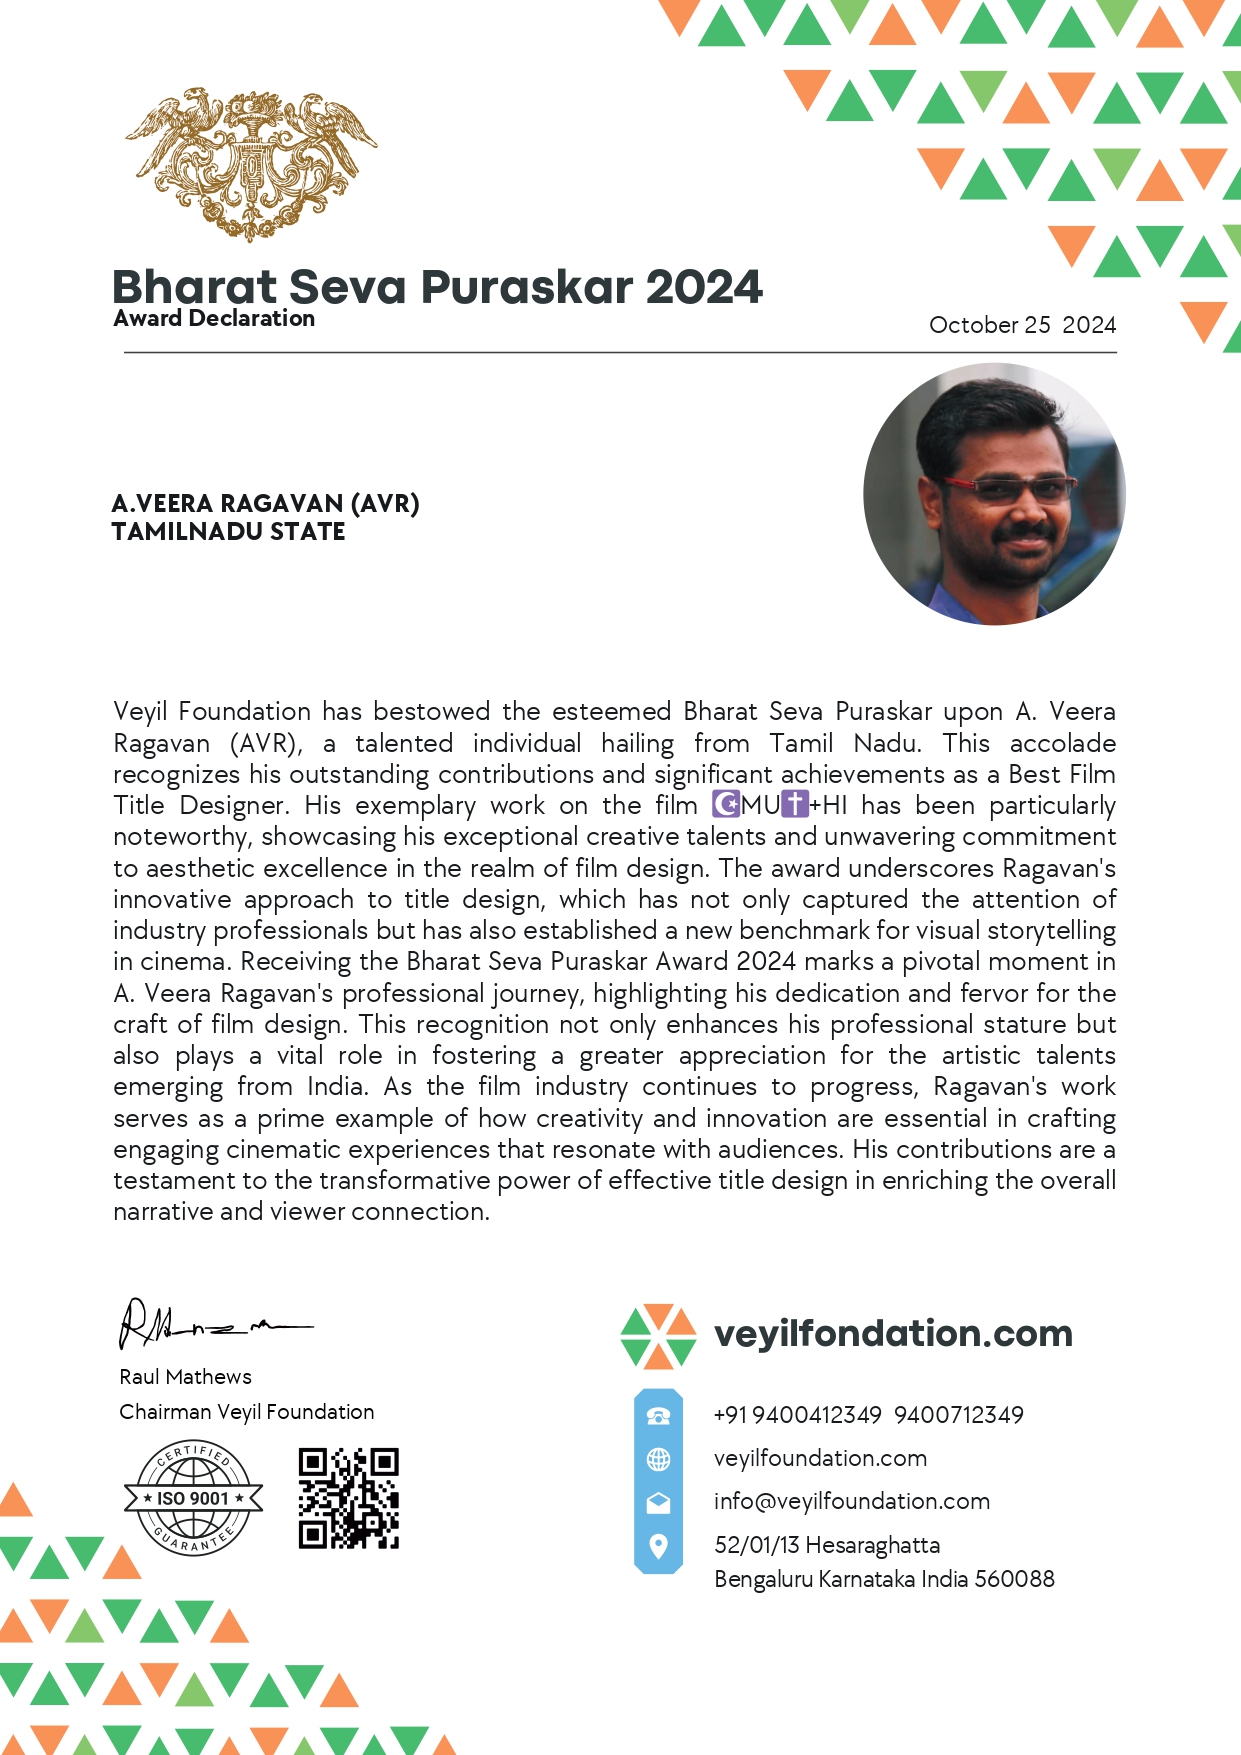 Bharat Seva Puraskar 2024
Award Declaration
October 25 2024
A.VEERA RAGAVAN (AVR)
TAMILNADU STATE
Veyil Foundation has bestowed the esteemed Bharat Seva Puraskar upon A. Veera
Ragavan (AVR), a talented individual hailing from Tamil Nadu. This accolade
recognizes his outstanding contributions and significant achievements as a Best Film
Title Designer. His exemplary work on the film ☪️MU✝️+HI has been particularly
noteworthy, showcasing his exceptional creative talents and unwavering commitment
to aesthetic excellence in the realm of film design. The award underscores Ragavan's
innovative approach to title design, which has not only captured the attention of
industry professionals but has also established a new benchmark for visual storytelling
in cinema. Receiving the Bharat Seva Puraskar Award 2024 marks a pivotal moment in
A. Veera Ragavan's professional journey, highlighting his dedication and fervor for the
craft of film design. This recognition not only enhances his professional stature but
also plays a vital role in fostering a greater appreciation for the artistic talents
emerging from India. As the film industry continues to progress, Ragavan's work
serves as a prime example of how creativity and innovation are essential in crafting
engaging cinematic experiences that resonate with audiences. His contributions are a
testament to the transformative power of effective title design in enriching the overall
narrative and viewer connection.
Raul Mathews
Chairman Veyil Foundation
CERTIFIED
ISO 9001
GUARANTEE
veyilfondation.com
+91 9400412349 9400712349
veyilfoundation.com
info@veyilfoundation.com
52/01/13 Hesaraghatta
Bengaluru Karnataka India 560088